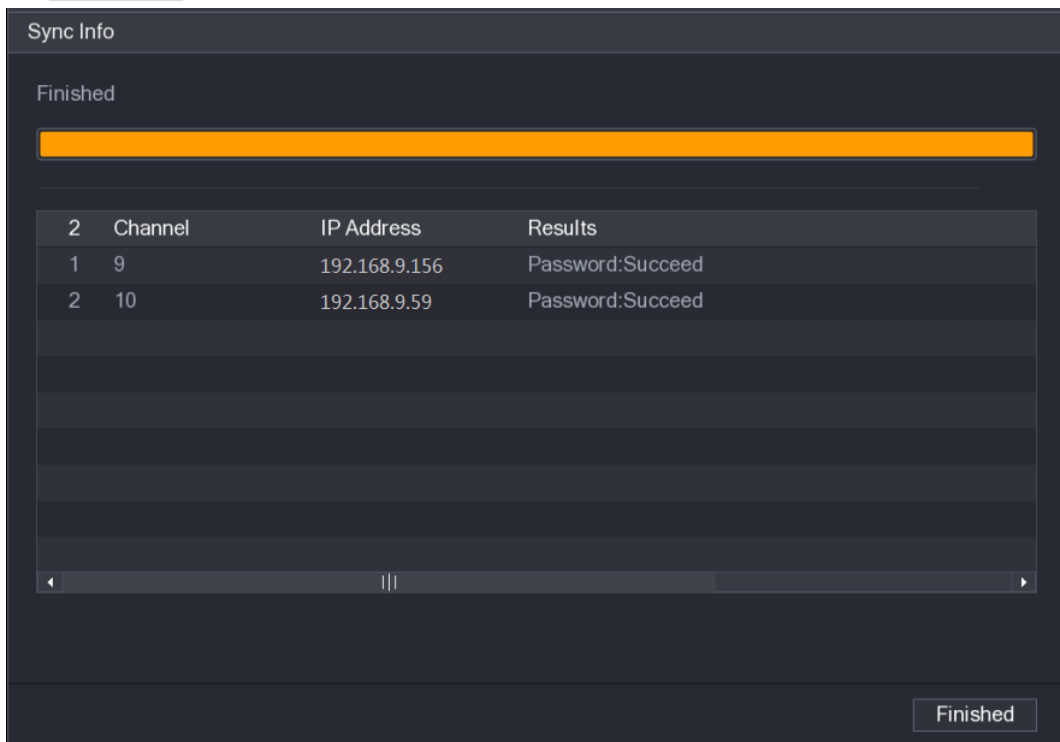 Sync Info
Finished
2 Channel IP Address Results
1 9 192.168.9.156 Password:Succeed
2 10 192.168.9.59 Password:Succeed
Finished